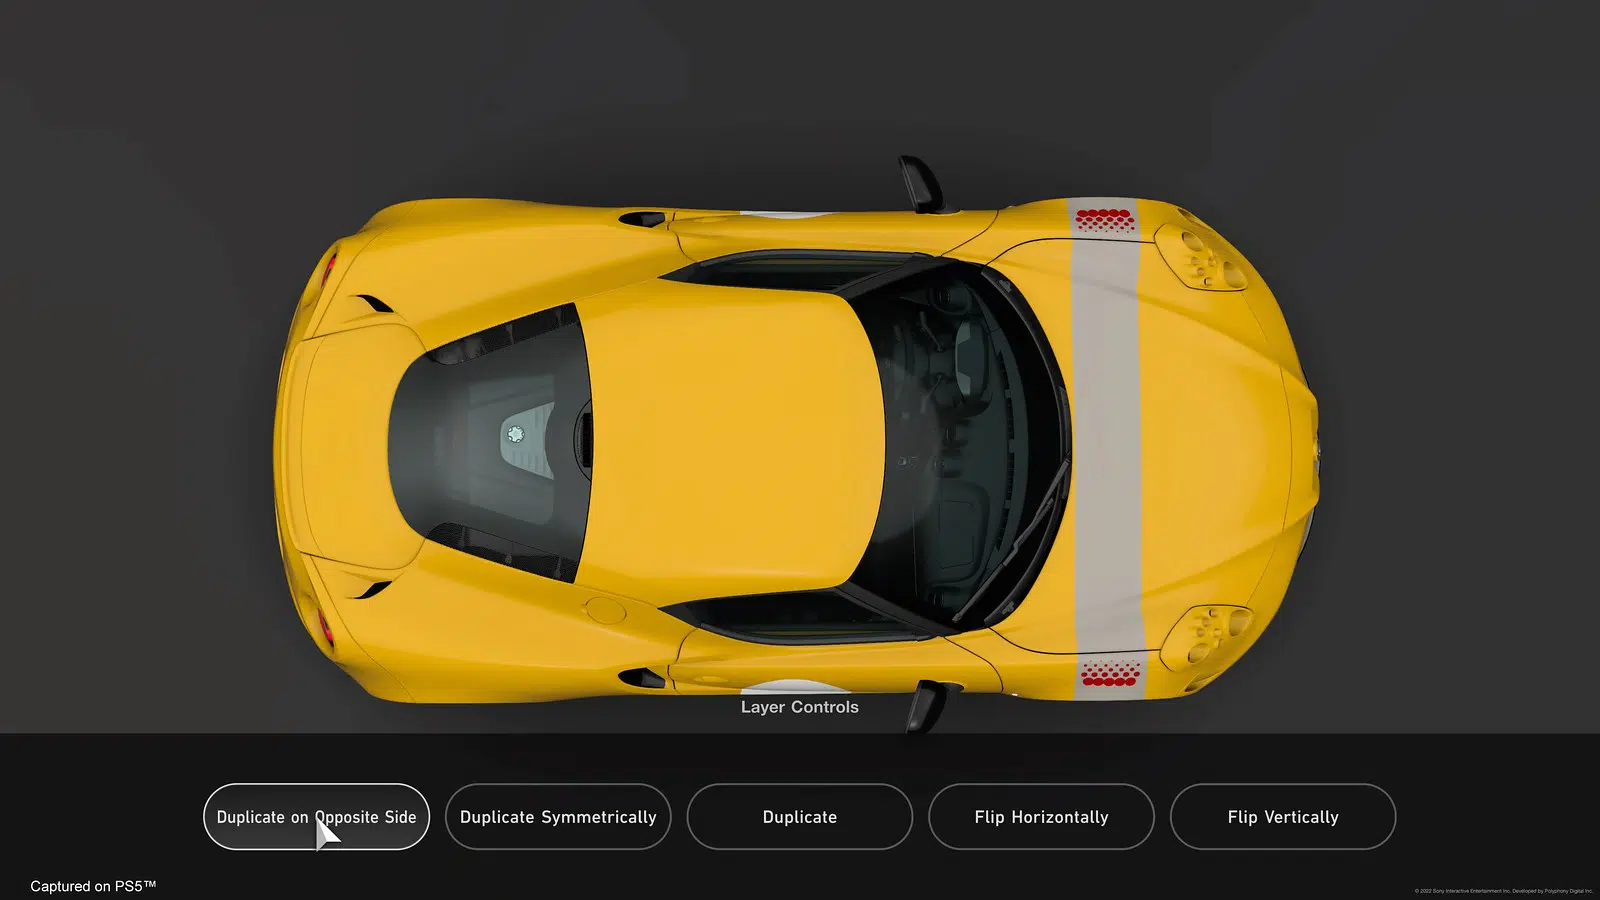 Layer Controls
Duplicate on Opposite Side
Duplicate Symmetrically
Duplicate
Flip Horizontally
Flip Vertically
Captured on PS5™
© 2022 Sony Interactive Entertainment Inc. Developed by Polyphony Digital Inc.